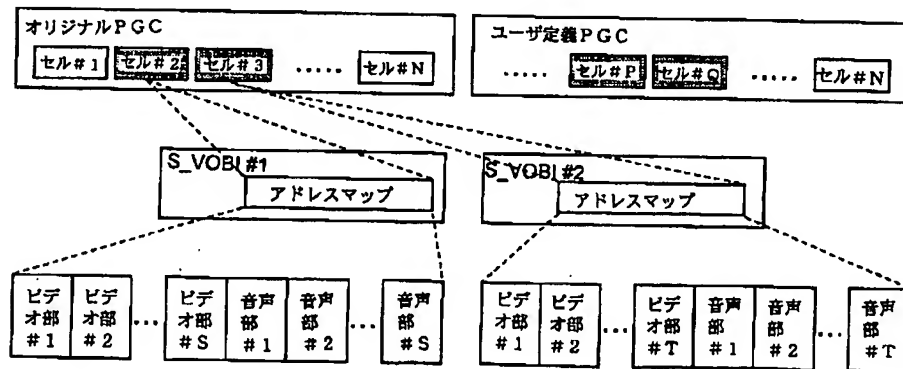 オリジナルPGC
セル#1 セル#2 セル#3 ..... セル#N
ユーザ定義PGC
..... セル#P セル#Q ..... セル#N
S_VOBI #1
アドレスマップ
S_VOBI #2
アドレスマップ
ビデ
オ部
#1
ビデ
オ部
#2
...
ビデ
オ部
#S
音声
部
#1
音声
部
#2
...
音声
部
#S
ビデ
オ部
#1
ビデ
オ部
#2
...
ビデ
オ部
#T
音声
部
#1
音声
部
#2
...
音声
部
#T